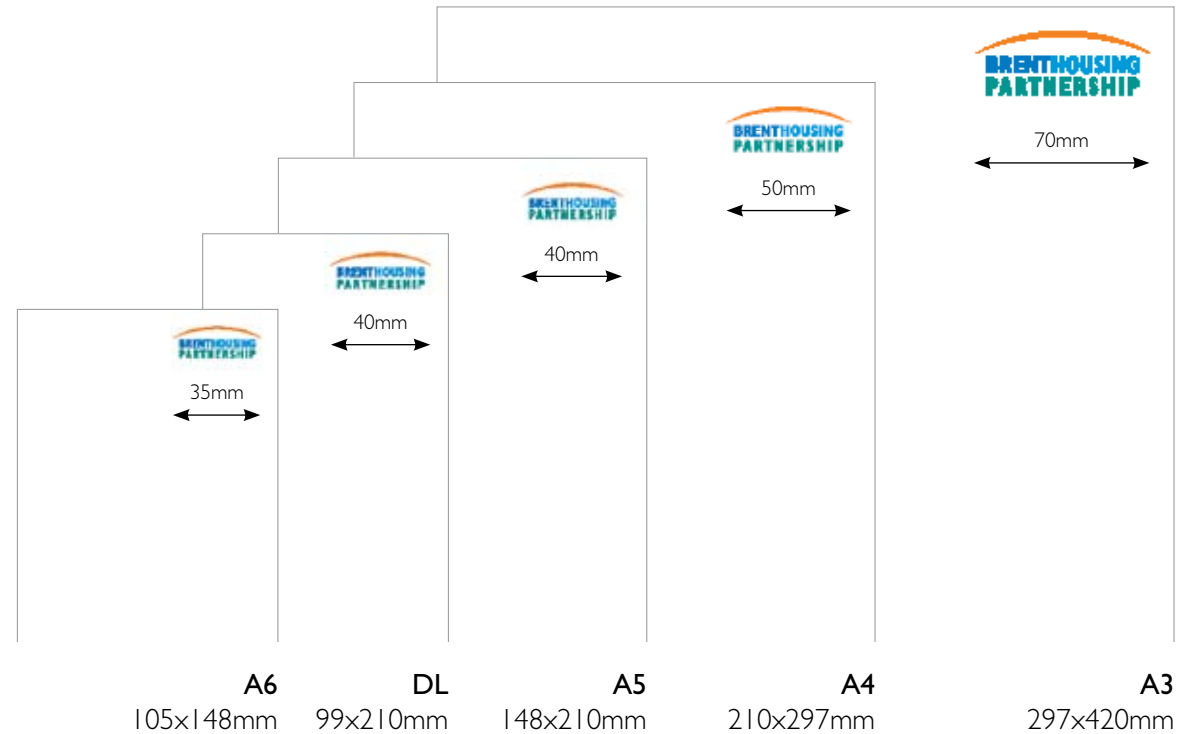 BRENTHOUSING
PARTNERSHIP
70mm
BRENTHOUSING
PARTNERSHIP
50mm
BRENTHOUSING
PARTNERSHIP
40mm
BRENTHOUSING
PARTNERSHIP
40mm
BRENTHOUSING
PARTNERSHIP
35mm
A6 DL A5 A4 A3
105x148mm 99x210mm 148x210mm 210x297mm 297x420mm